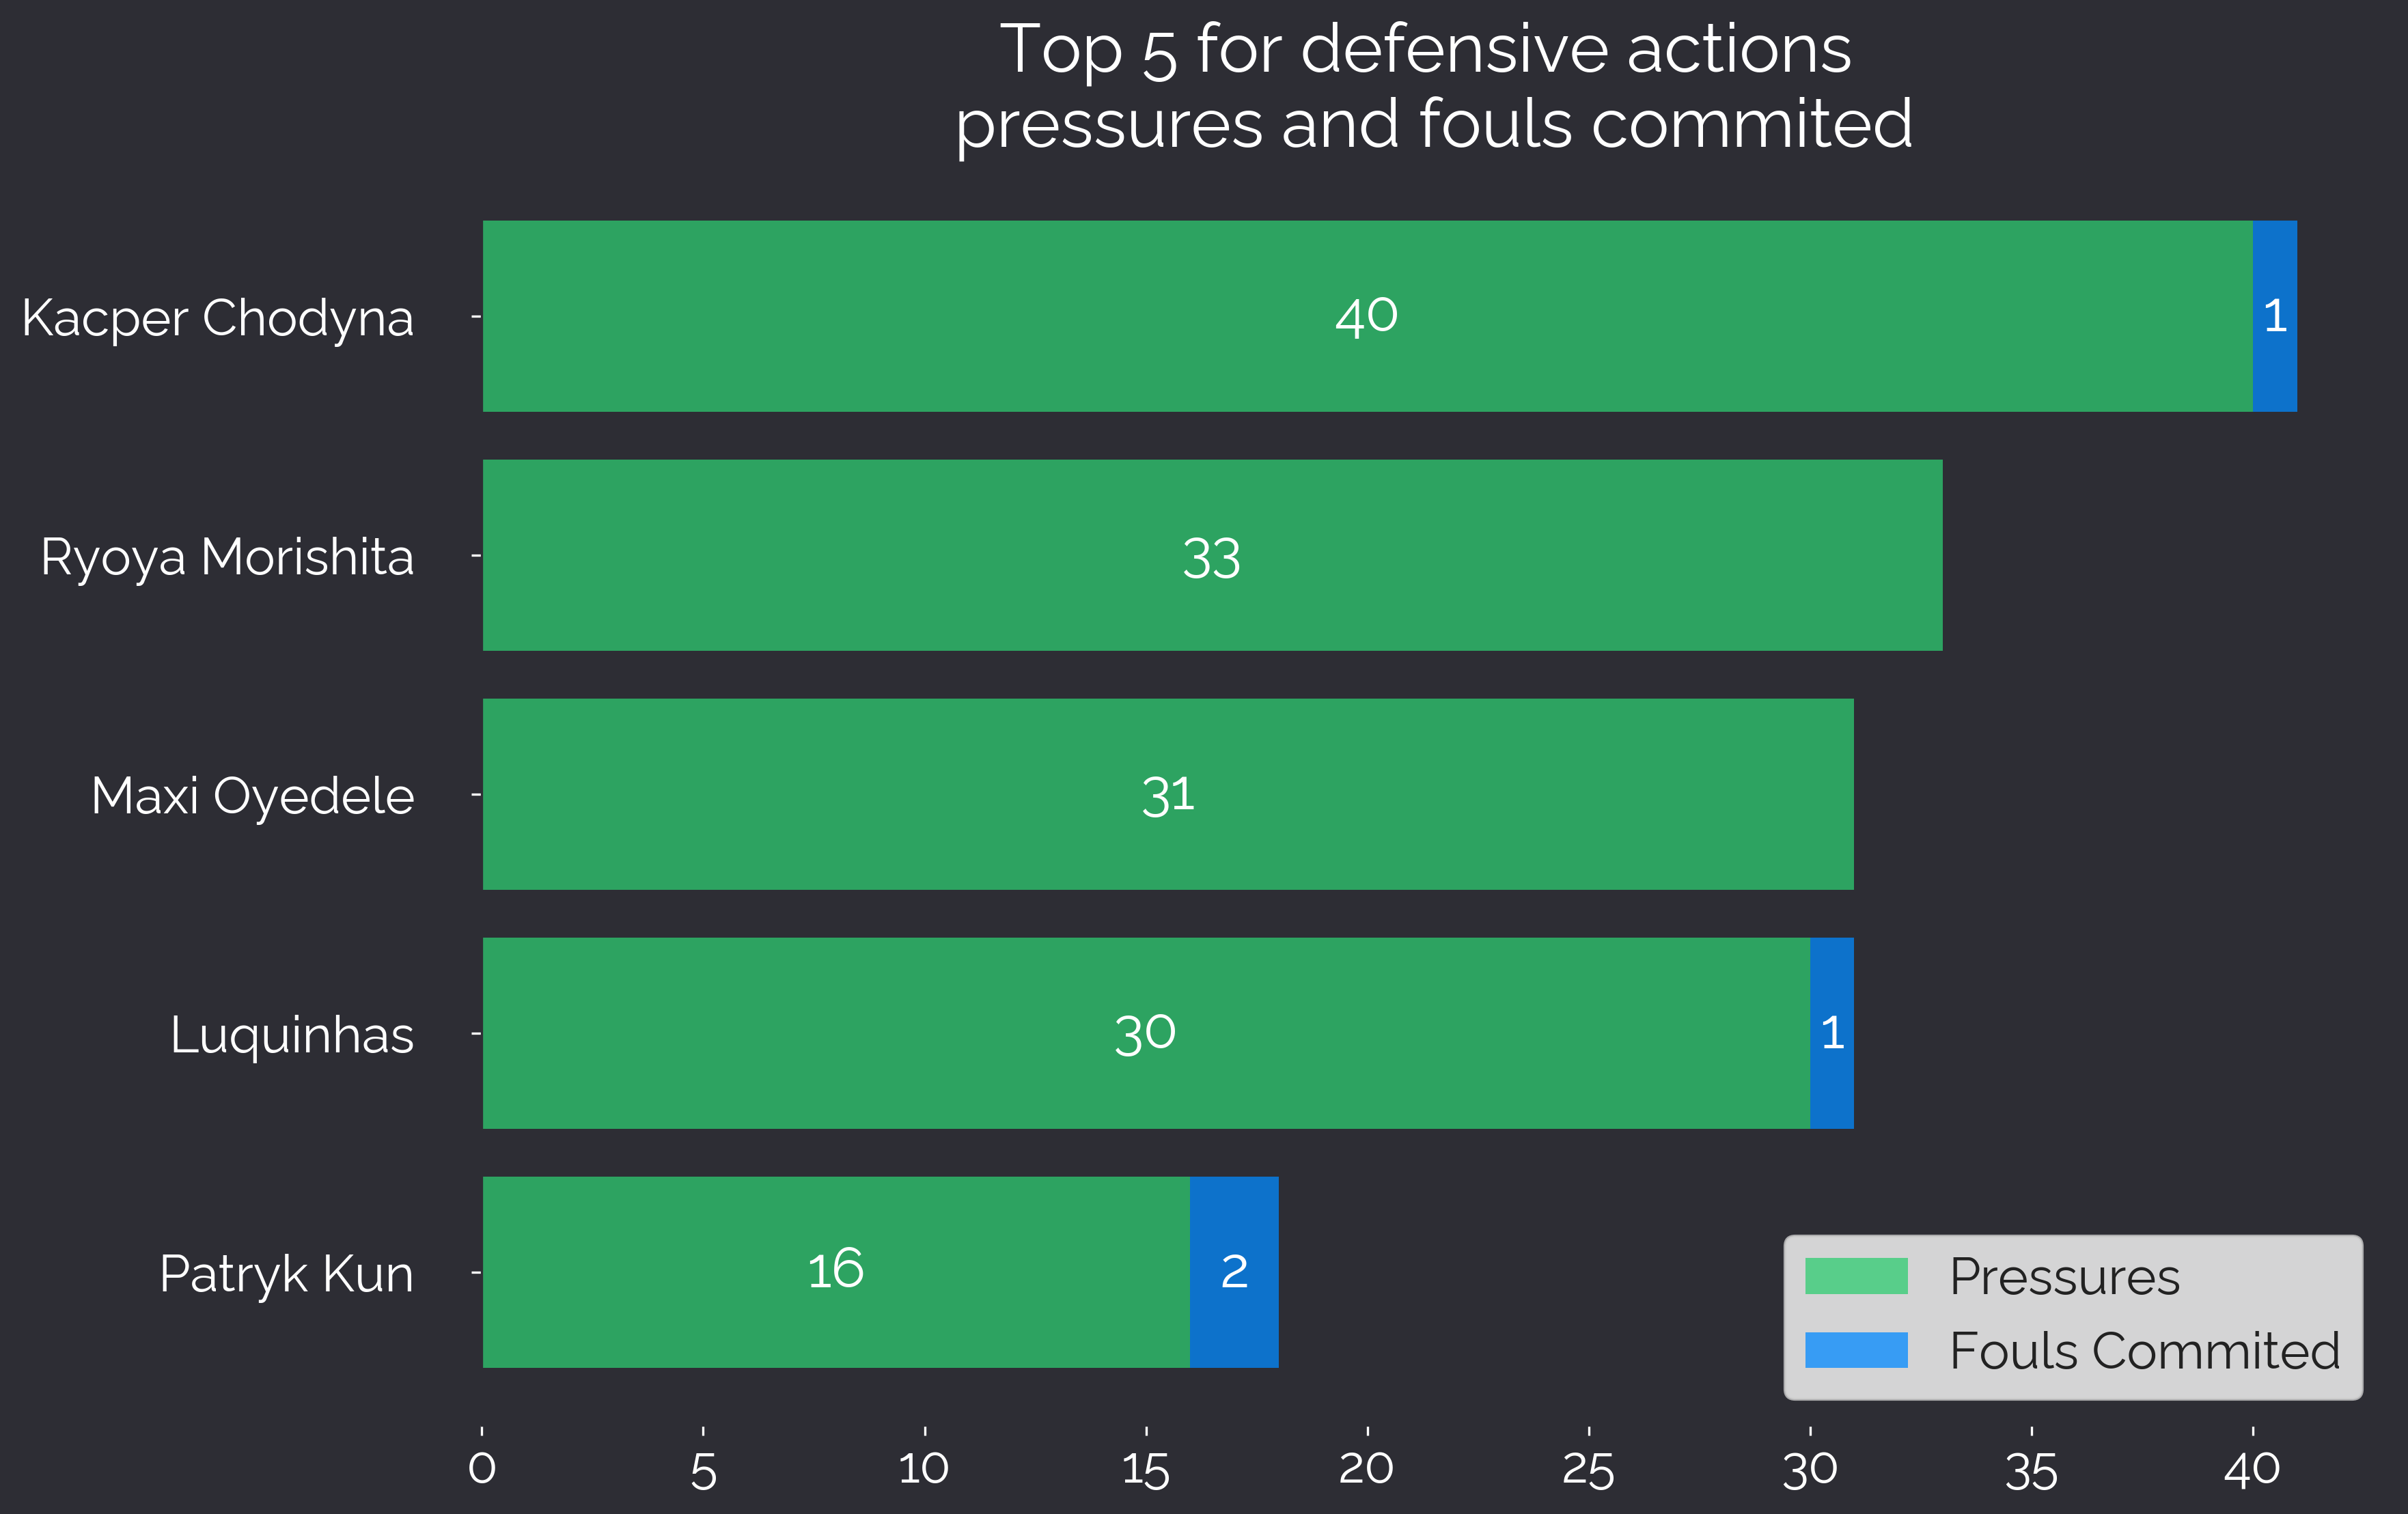 Top 5 for defensive actions
pressures and fouls commited
Kacper Chodyna
40
1
Ryoya Morishita
33
Maxi Oyedele
31
Luquinhas
30
1
Patryk Kun
16
2
Pressures
Fouls Commited
0 5 10 15 20 25 30 35 40